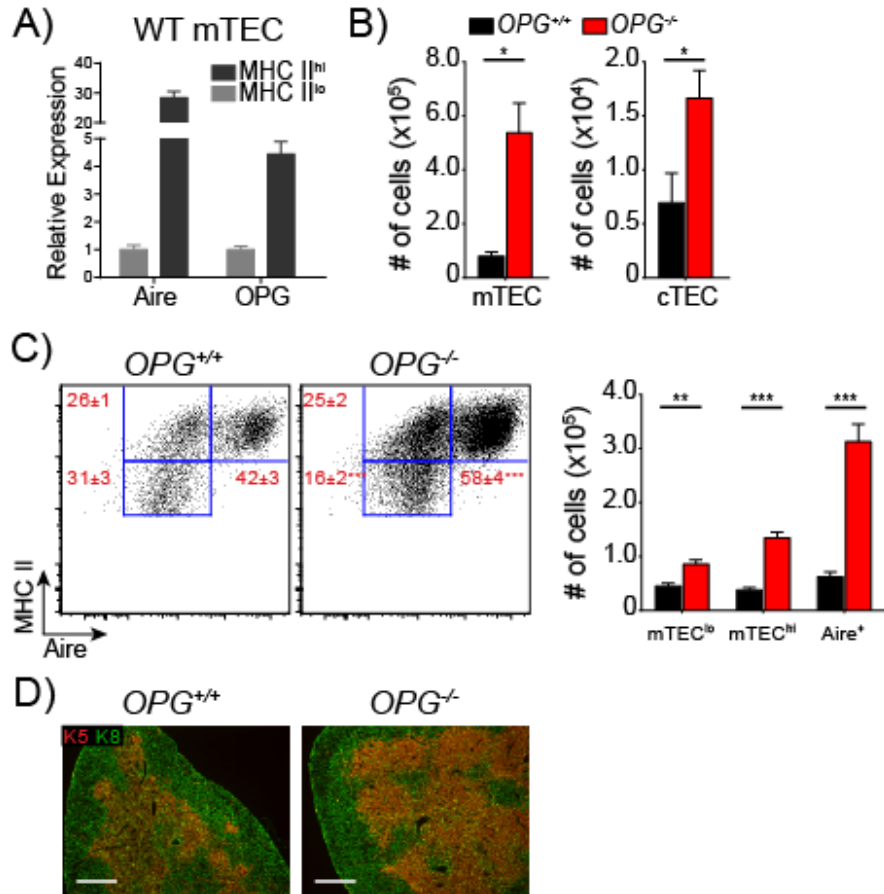 A) WT mTEC
MHC II^hi
MHC II^lo
Relative Expression
40
30
20
6
5
4
3
2
1
0
Aire OPG
B) OPG+/+ OPG-/-
*
# of cells (x10^5)
8.0
6.0
4.0
2.0
0
mTEC
*
# of cells (x10^4)
2.0
1.5
1.0
0.5
0
cTEC
C) OPG+/+ OPG-/-
26±1
31±3
42±3
25±2
16±2***
58±4***
MHC II
Aire
** *** ***
# of cells (x10^5)
4.0
3.0
2.0
1.0
0
mTEC^lo mTEC^hi Aire+
D) OPG+/+ OPG-/-
K5 K8